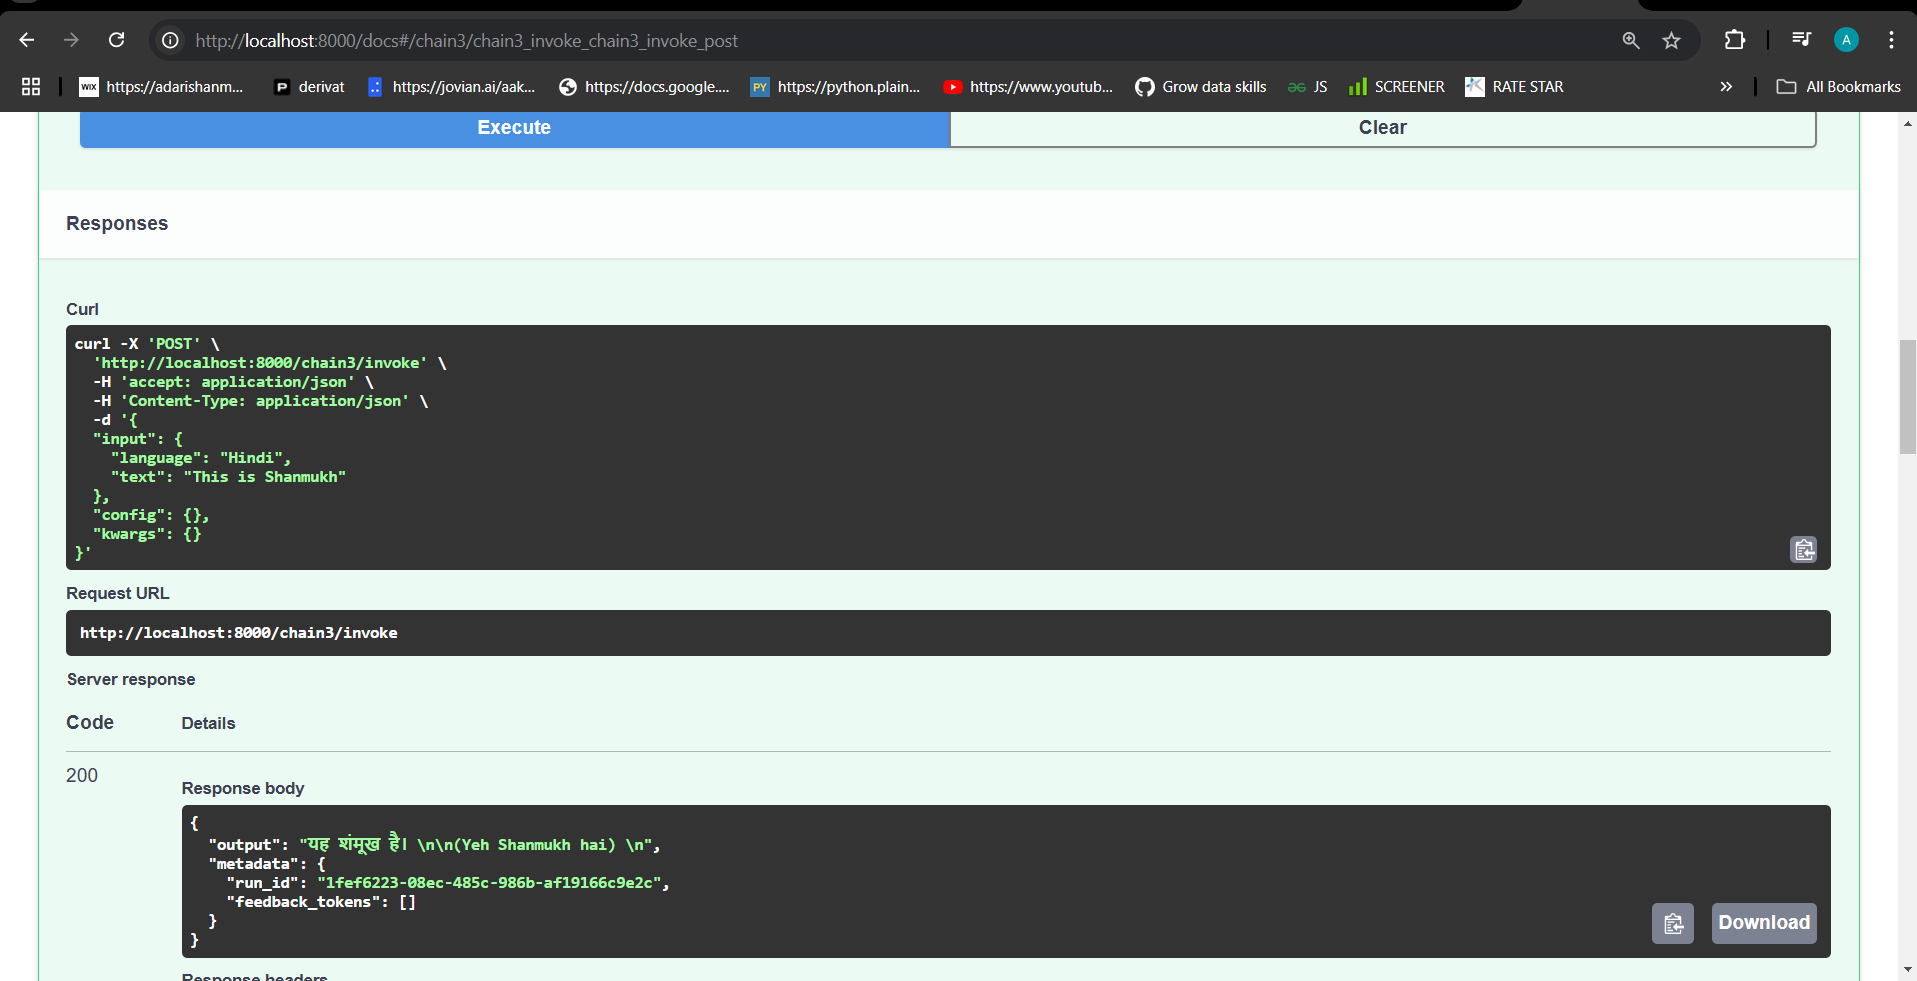 http://localhost:8000/docs#/chain3/chain3_invoke_chain3_invoke_post
A
WIX https://adarishanm...
derivat
https://jovian.ai/aak...
https://docs.google....
PY https://python.plain...
https://www.youtub...
Grow data skills
JS
SCREENER
RATE STAR
»
All Bookmarks
Execute
Clear
Responses
Curl
curl -X 'POST' \
'http://localhost:8000/chain3/invoke' \
-H 'accept: application/json' \
-H 'Content-Type: application/json' \
-d '{
"input": {
"language": "Hindi",
"text": "This is Shanmukh"
},
"config": {},
"kwargs": {}
}'
Request URL
http://localhost:8000/chain3/invoke
Server response
Code Details
200
Response body
{
"output": "यह शंमूख है। \n\n(Yeh Shanmukh hai) \n",
"metadata": {
"run_id": "1fef6223-08ec-485c-986b-af19166c9e2c",
"feedback_tokens": []
}
}
Download
Response headers